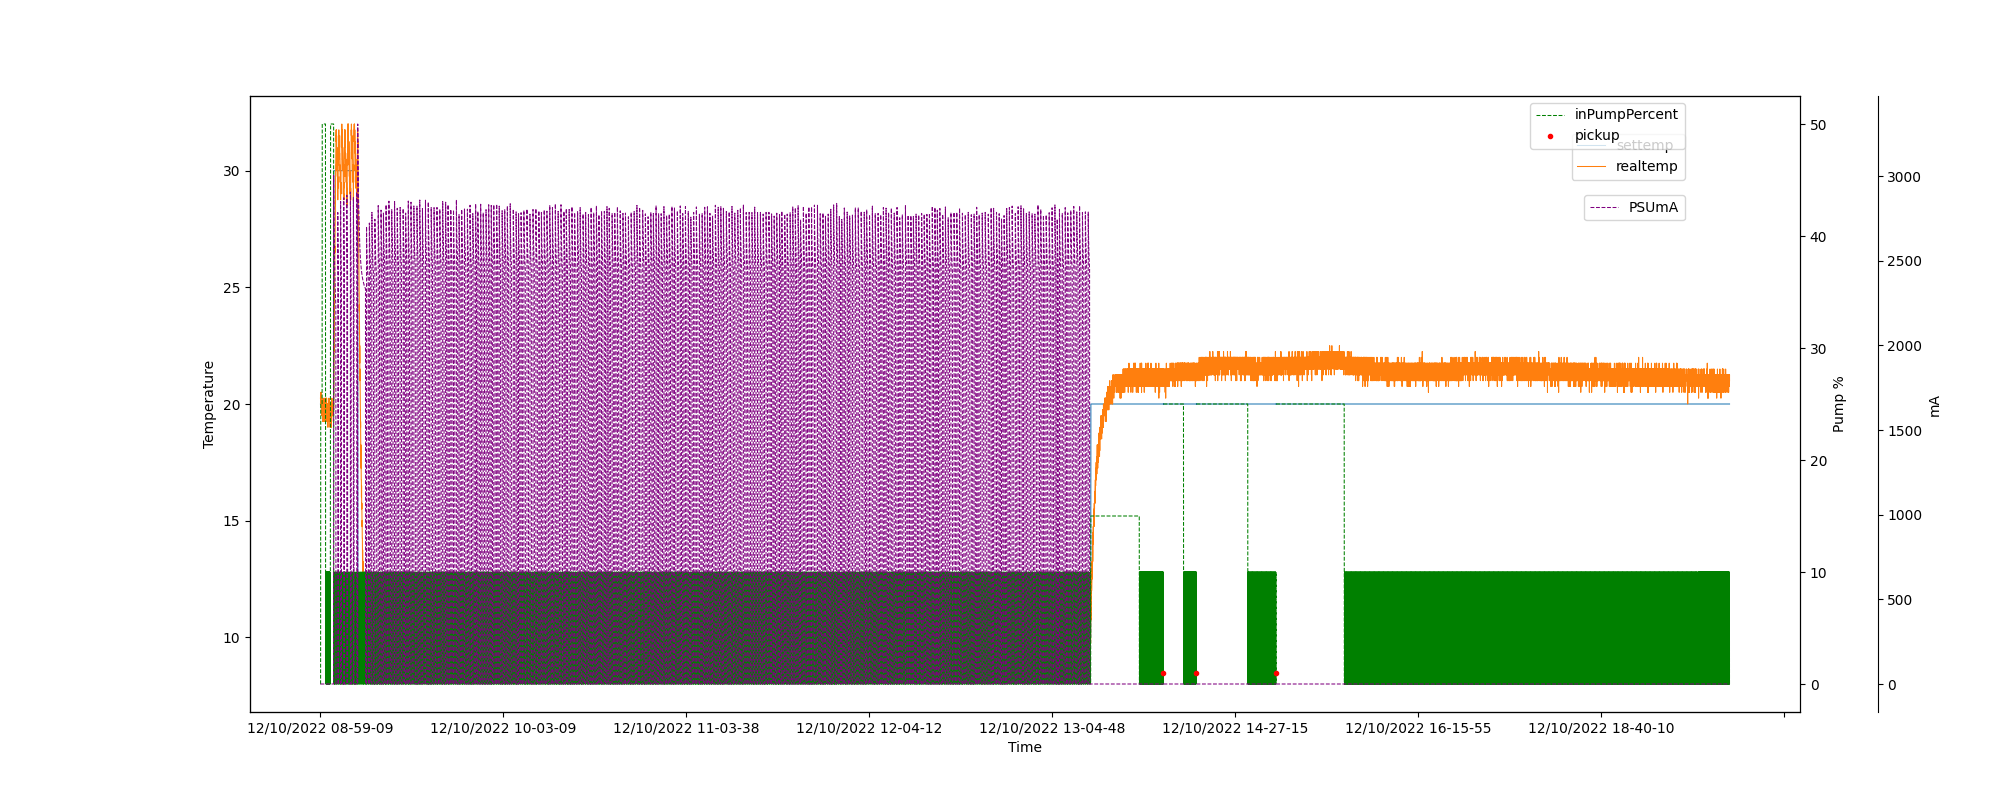 inPumpPercent
pickup
settemp
realtemp
PSUmA
30
25
20
15
10
Temperature
50
40
30
20
10
0
Pump %
3000
2500
2000
1500
1000
500
0
mA
12/10/2022 08-59-09
12/10/2022 10-03-09
12/10/2022 11-03-38
12/10/2022 12-04-12
12/10/2022 13-04-48
12/10/2022 14-27-15
12/10/2022 16-15-55
12/10/2022 18-40-10
Time